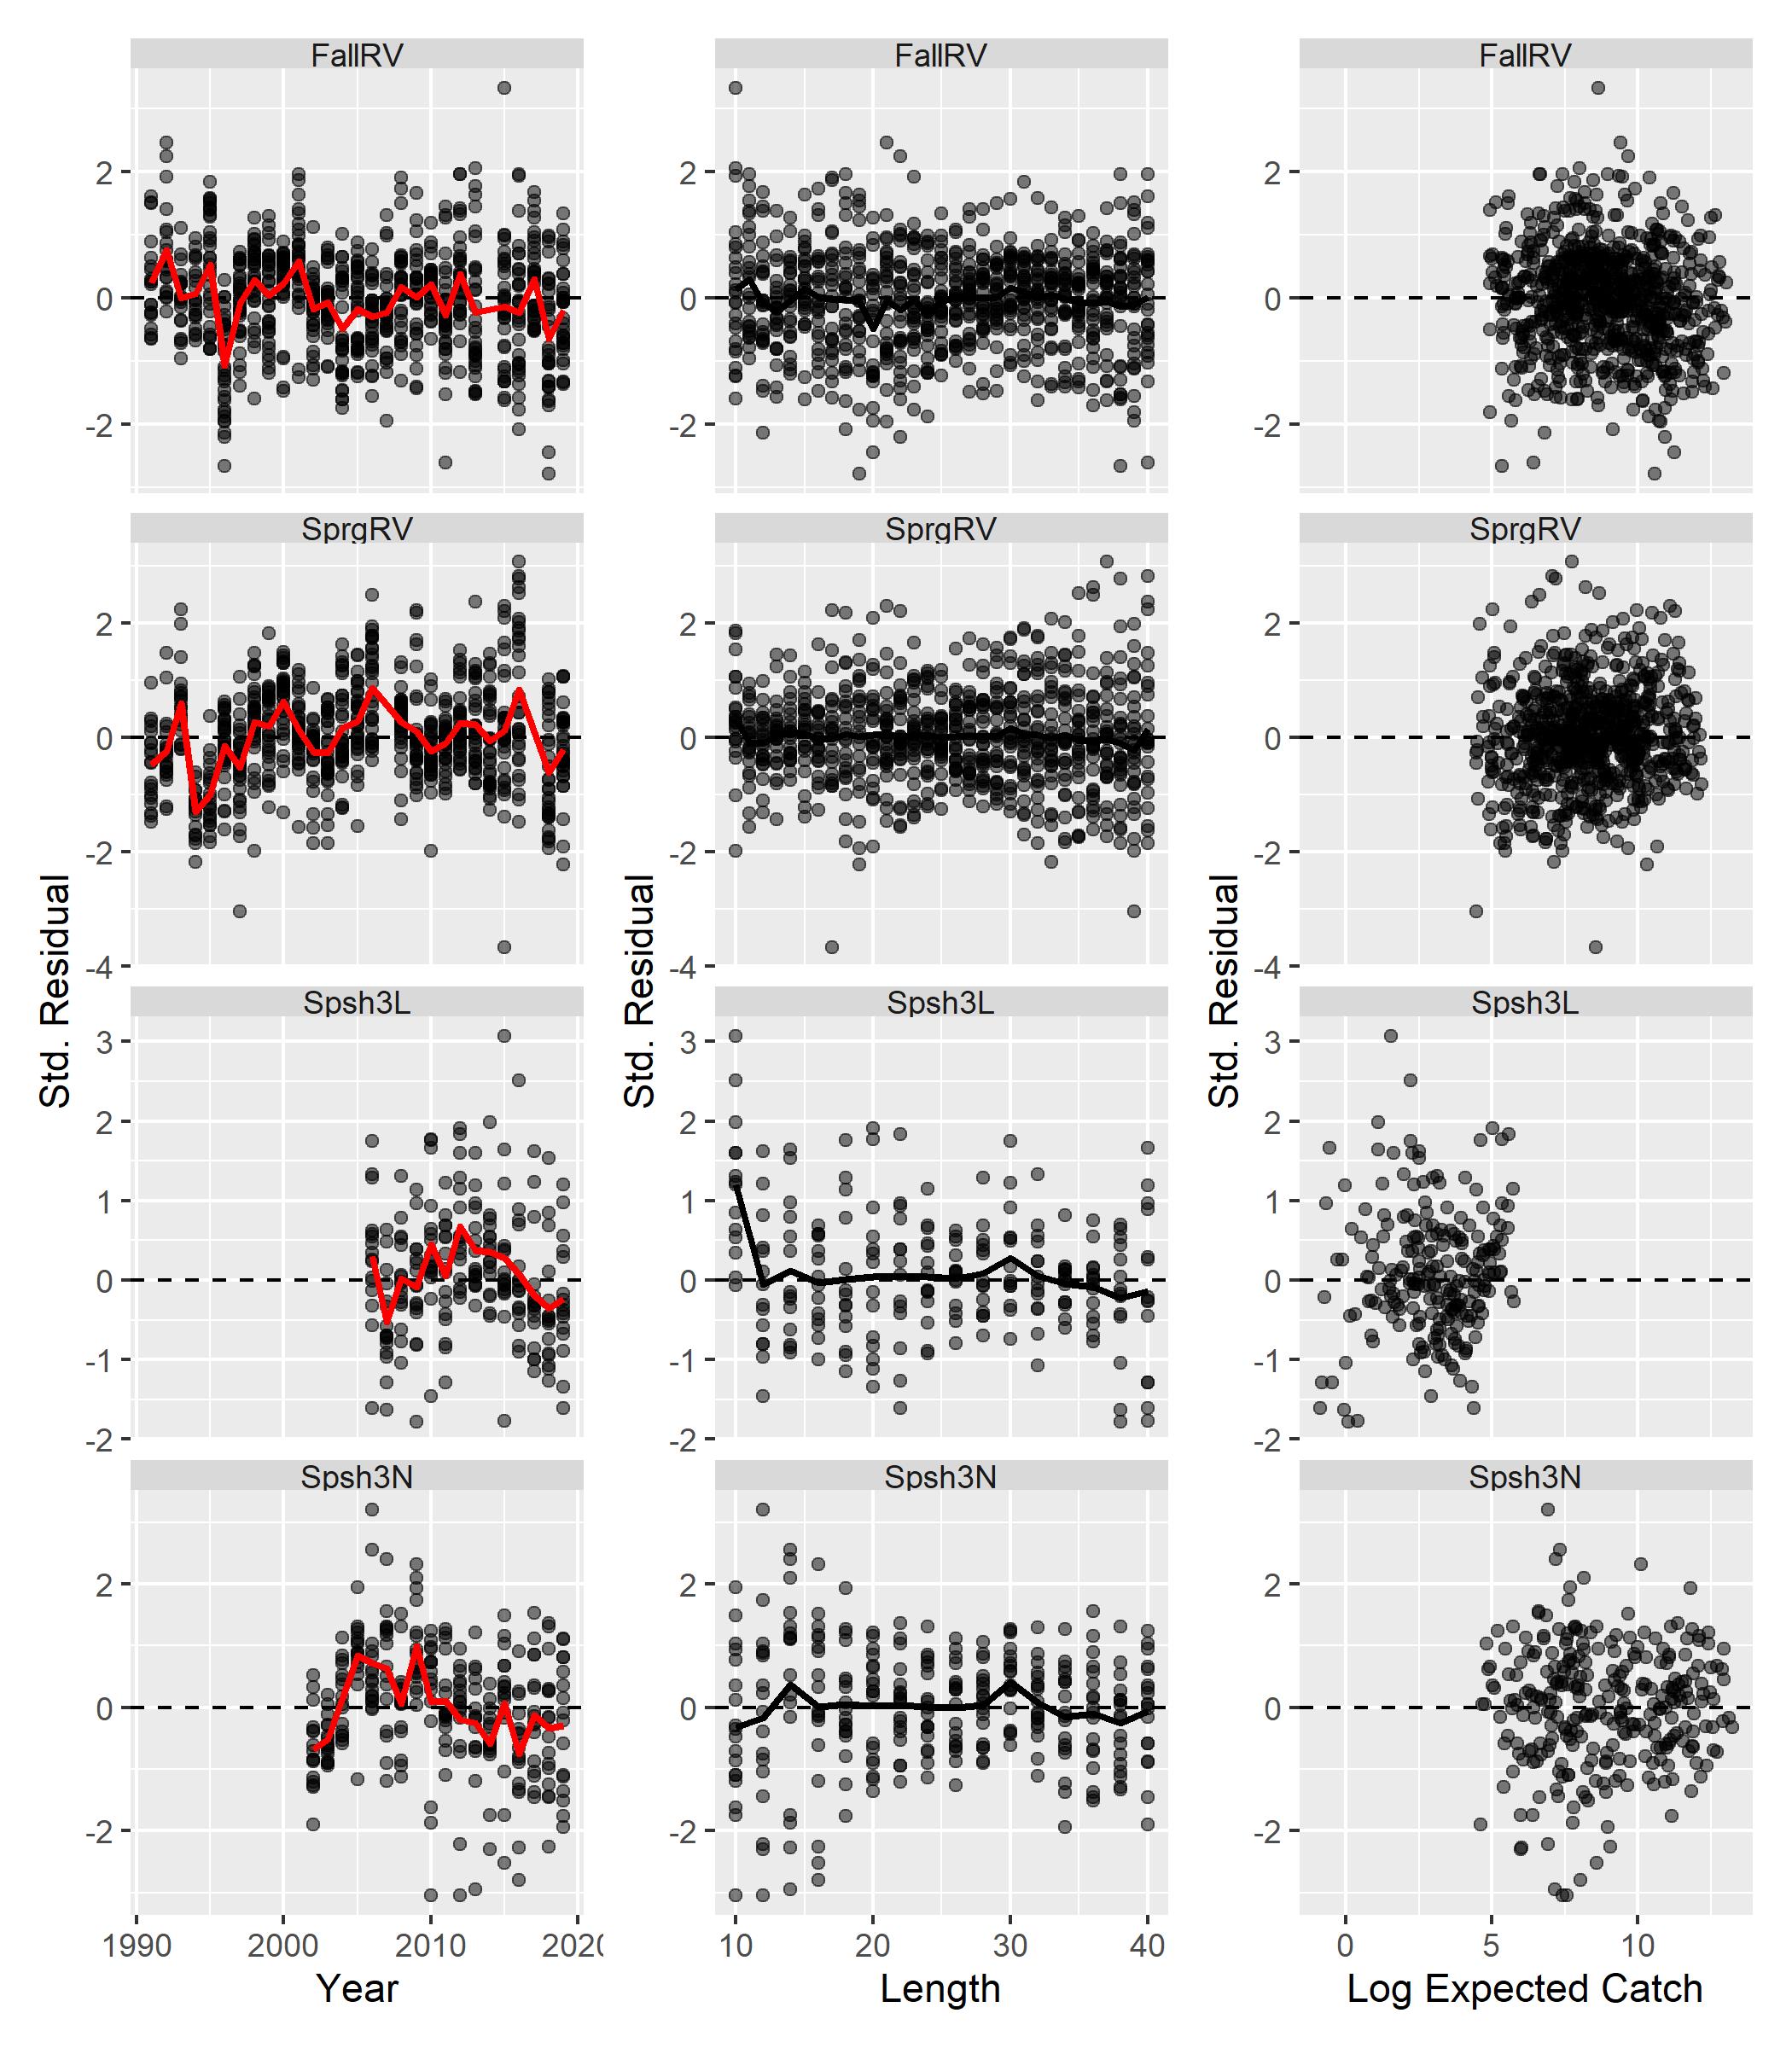 FallRV FallRV FallRV
2 2 2
0 0 0
-2 -2 -2
SprgRV SprgRV SprgRV
2 2 2
0 0 0
-2 -2 -2
-4 -4 -4
Std. Residual Std. Residual Std. Residual
Spsh3L Spsh3L Spsh3L
3 3 3
2 2 2
1 1 1
0 0 0
-1 -1 -1
-2 -2 -2
Spsh3N Spsh3N Spsh3N
2 2 2
0 0 0
-2 -2 -2
1990 2000 2010 2020 10 20 30 40 0 5 10
Year Length Log Expected Catch